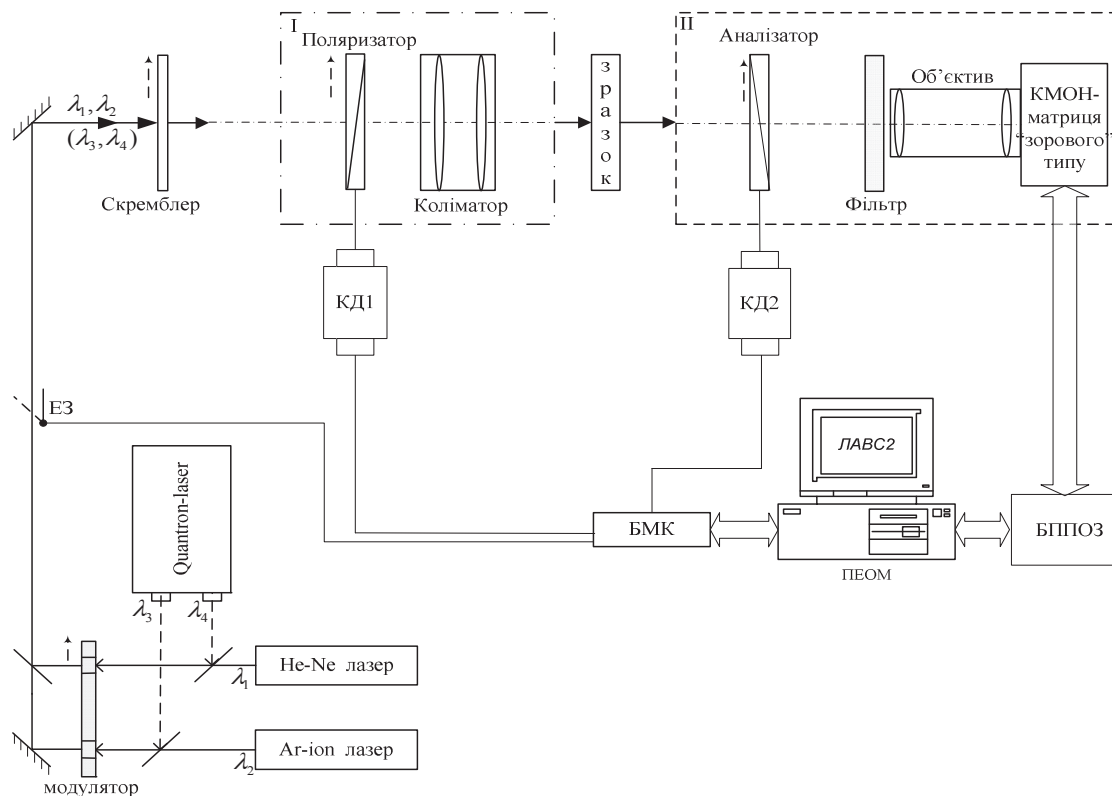 I
Поляризатор
λ1, λ2
(λ3, λ4)
Скремблер
Коліматор
зразок
II
Аналізатор
Об’єктив
КМОН-
матриця
“зорового”
типу
Фільтр
КД1
КД2
ЕЗ
Quantron-laser
λ3
λ4
ЛАВС2
БМК
ПЕОМ
БППОЗ
He-Ne лазер
λ1
Ar-ion лазер
λ2
модулятор